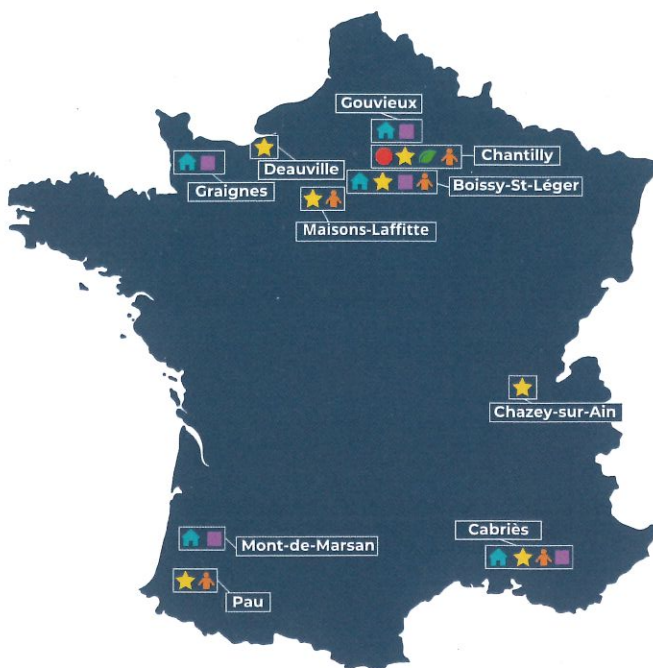 Gouvieux
Chantilly
Deauville
Graignes
Boissy-St-Léger
Maisons-Laffitte
Chazey-sur-Ain
Cabriès
Mont-de-Marsan
Pau